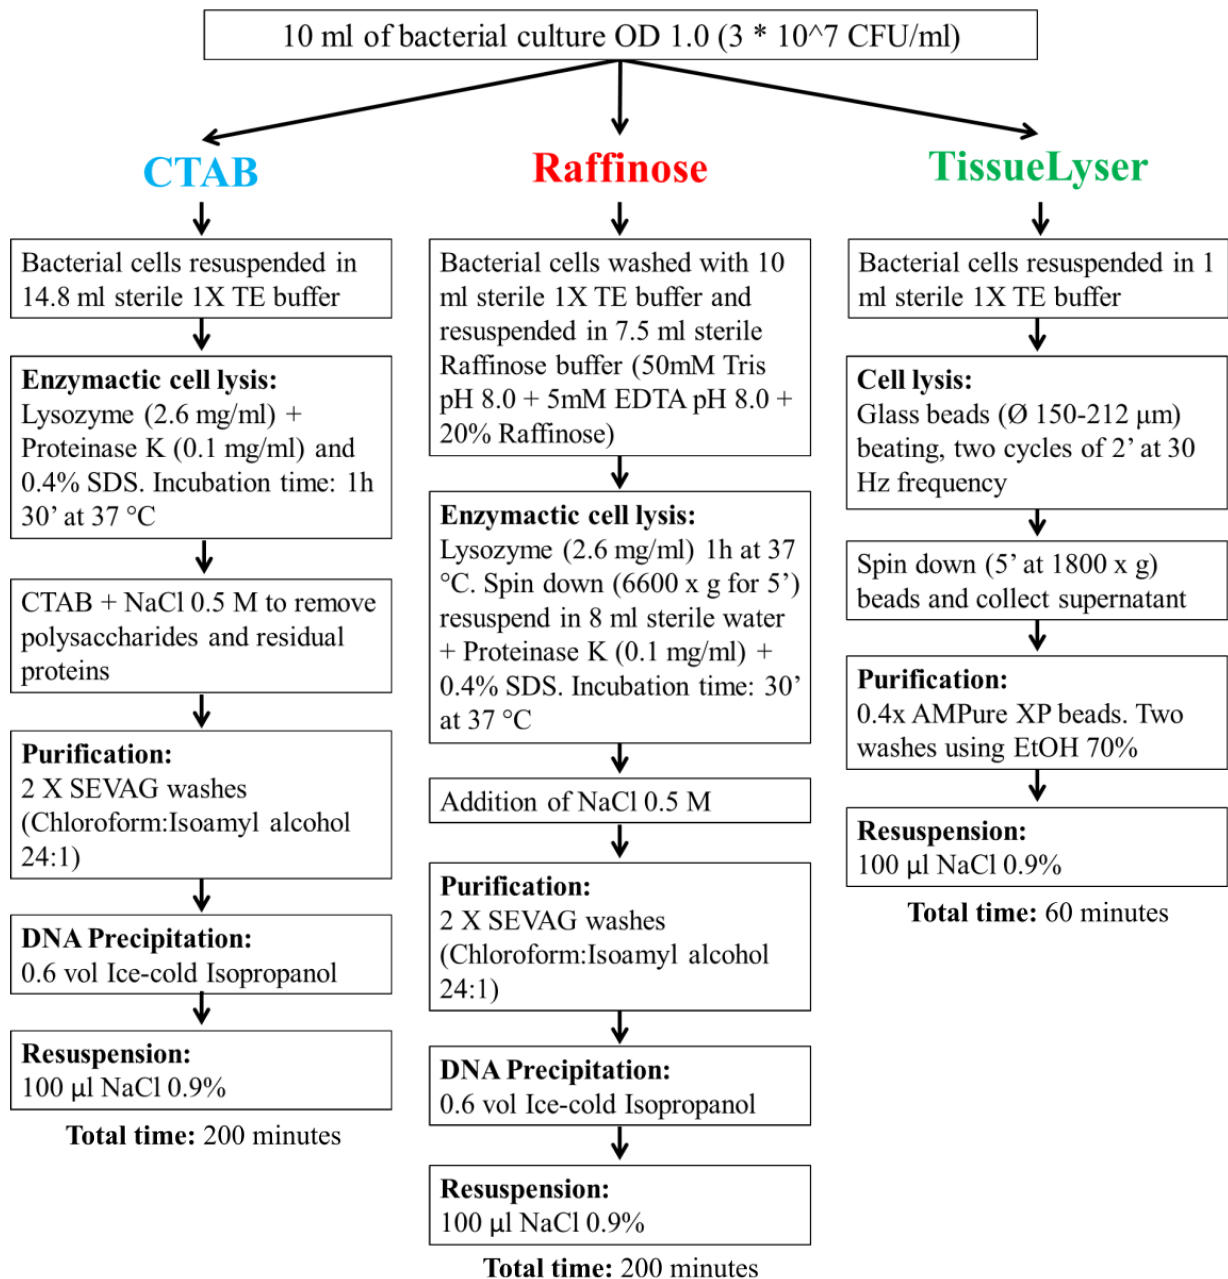 10 ml of bacterial culture OD 1.0 (3 * 10^7 CFU/ml)
CTAB
Bacterial cells resuspended in
14.8 ml sterile 1X TE buffer
Enzymactic cell lysis:
Lysozyme (2.6 mg/ml) +
Proteinase K (0.1 mg/ml) and
0.4% SDS. Incubation time: 1h
30’ at 37 °C
CTAB + NaCl 0.5 M to remove
polysaccharides and residual
proteins
Purification:
2 X SEVAG washes
(Chloroform:Isoamyl alcohol
24:1)
DNA Precipitation:
0.6 vol Ice-cold Isopropanol
Resuspension:
100 µl NaCl 0.9%
Total time: 200 minutes
Raffinose
Bacterial cells washed with 10
ml sterile 1X TE buffer and
resuspended in 7.5 ml sterile
Raffinose buffer (50mM Tris
pH 8.0 + 5mM EDTA pH 8.0 +
20% Raffinose)
Enzymactic cell lysis:
Lysozyme (2.6 mg/ml) 1h at 37
°C. Spin down (6600 x g for 5’)
resuspend in 8 ml sterile water
+ Proteinase K (0.1 mg/ml) +
0.4% SDS. Incubation time: 30’
at 37 °C
Addition of NaCl 0.5 M
Purification:
2 X SEVAG washes
(Chloroform:Isoamyl alcohol
24:1)
DNA Precipitation:
0.6 vol Ice-cold Isopropanol
Resuspension:
100 µl NaCl 0.9%
Total time: 200 minutes
TissueLyser
Bacterial cells resuspended in 1
ml sterile 1X TE buffer
Cell lysis:
Glass beads (Ø 150-212 µm)
beating, two cycles of 2’ at 30
Hz frequency
Spin down (5’ at 1800 x g)
beads and collect supernatant
Purification:
0.4x AMPure XP beads. Two
washes using EtOH 70%
Resuspension:
100 µl NaCl 0.9%
Total time: 60 minutes